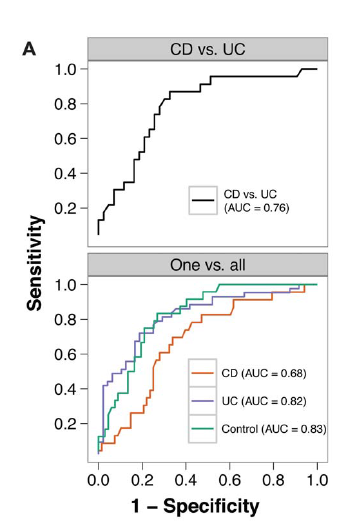 A
CD vs. UC
1.0
0.8
0.6
0.4
0.2
CD vs. UC
(AUC = 0.76)
Sensitivity
One vs. all
1.0
0.8
0.6
0.4
0.2
CD (AUC = 0.68)
UC (AUC = 0.82)
Control (AUC = 0.83)
0.0 0.2 0.4 0.6 0.8 1.0
1 – Specificity